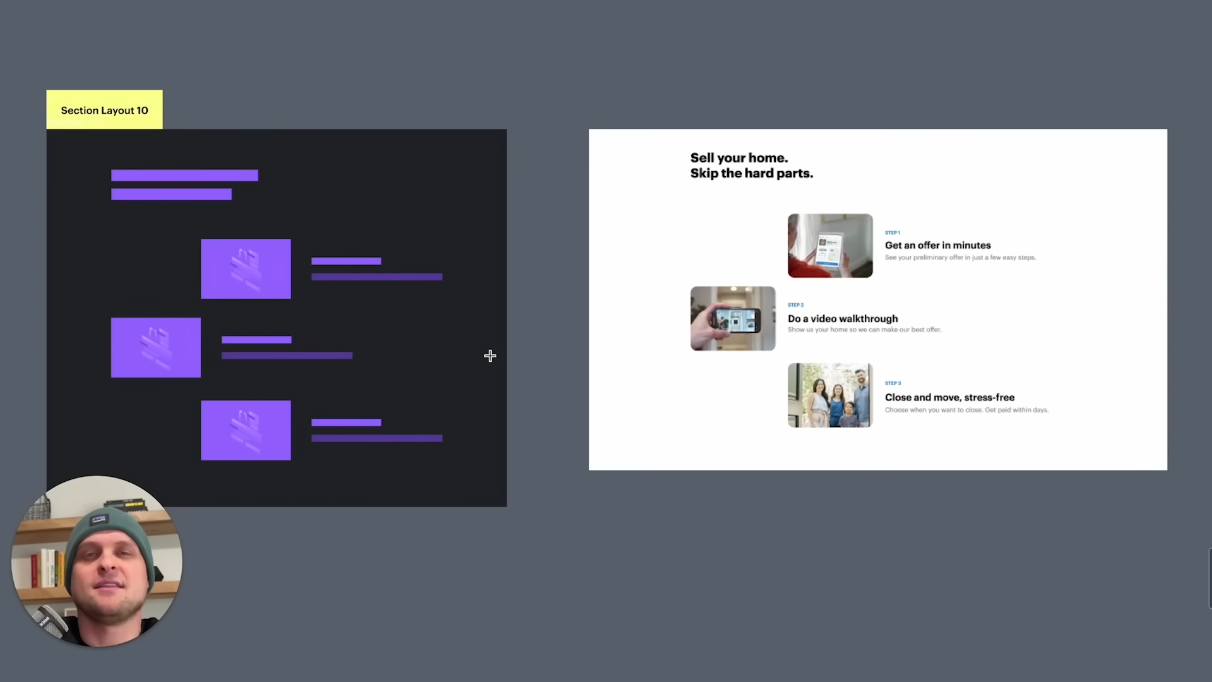 Section Layout 10
Sell your home.
Skip the hard parts.
STEP 1
Get an offer in minutes
See your preliminary offer in just a few easy steps.
STEP 2
Do a video walkthrough
Show us your home so we can make our best offer.
STEP 3
Close and move, stress-free
Choose when you want to close. Get paid within days.